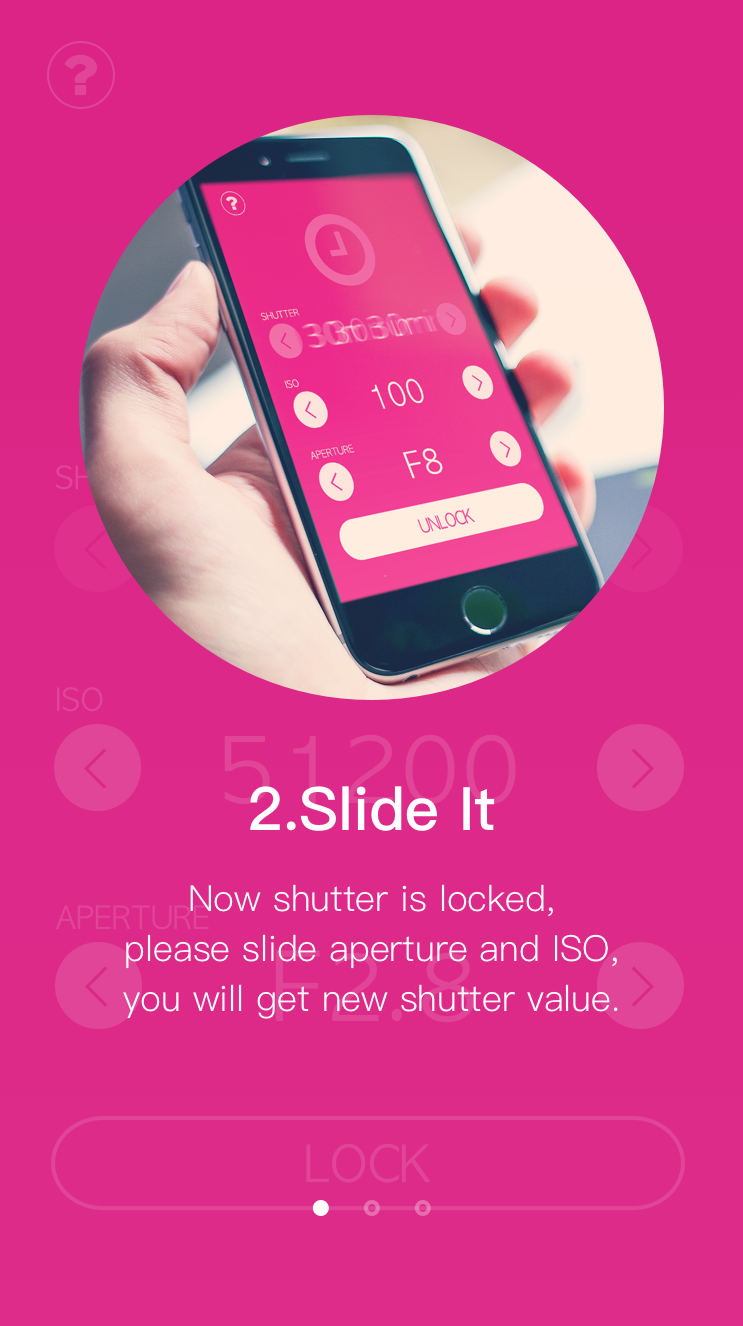 ?
?
SHUTTER
ISO
100
APERTURE
F8
UNLOCK
SH
ISO
51200
2.Slide It
Now shutter is locked,
APERTURE
please slide aperture and ISO,
F2.8
you will get new shutter value.
LOCK